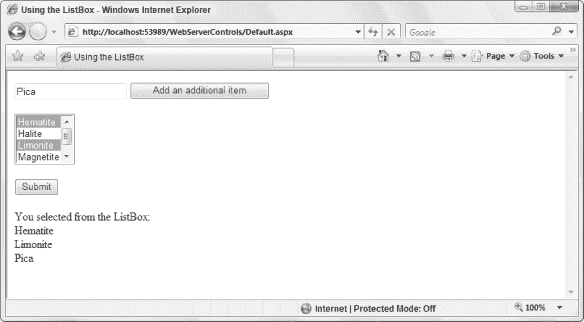 Using the ListBox - Windows Internet Explorer
http://localhost:53989/WebServerControls/Default.aspx
Google
Using the ListBox
Page
Tools
Pica
Add an additional item
Hematite
Halite
Limonite
Magnetite
Submit
You selected from the ListBox:
Hematite
Limonite
Pica
Internet | Protected Mode: Off
100%